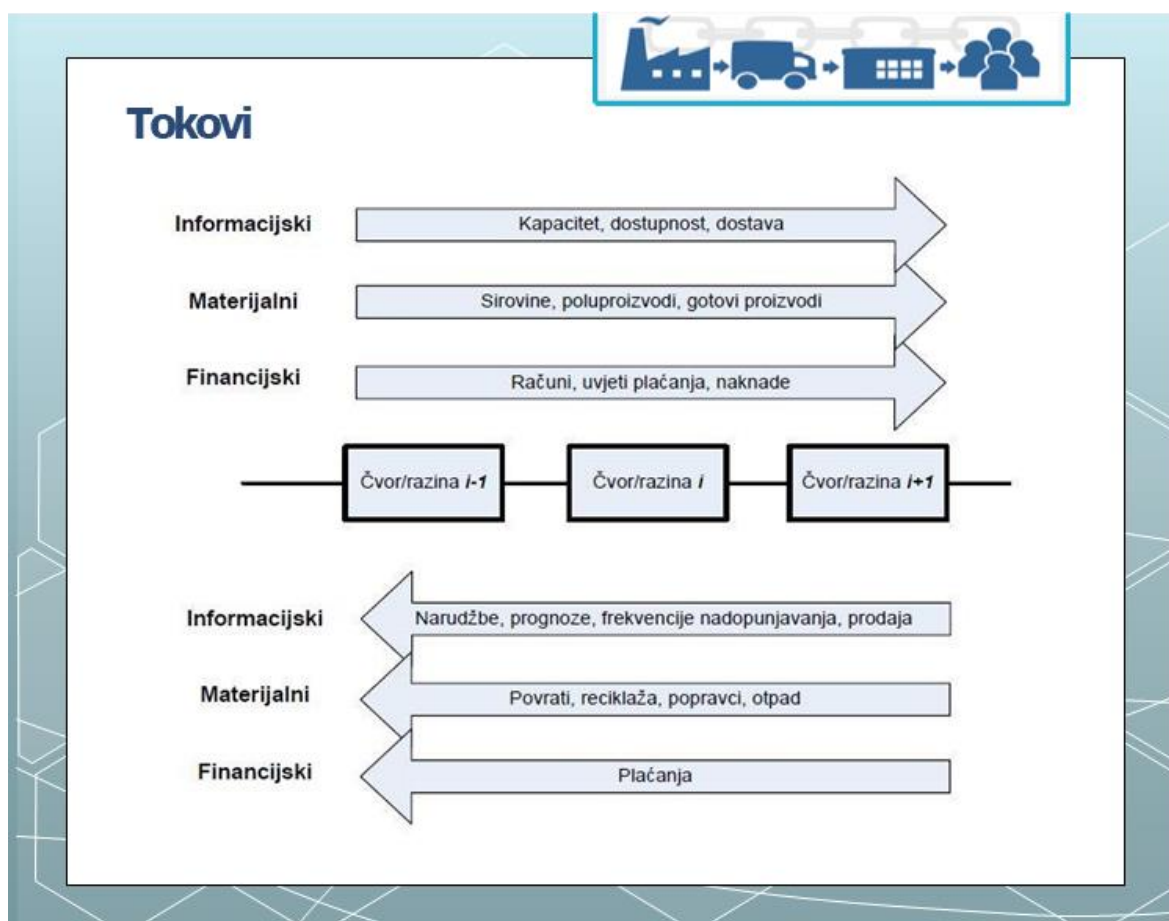 Tokovi
Informacijski
Kapacitet, dostupnost, dostava
Materijalni
Sirovine, poluproizvodi, gotovi proizvodi
Financijski
Računi, uvjeti plaćanja, naknade
Čvor/razina i-1
Čvor/razina i
Čvor/razina i+1
Informacijski
Narudžbe, prognoze, frekvencije nadopunjavanja, prodaja
Materijalni
Povrati, reciklaža, popravci, otpad
Financijski
Plaćanja